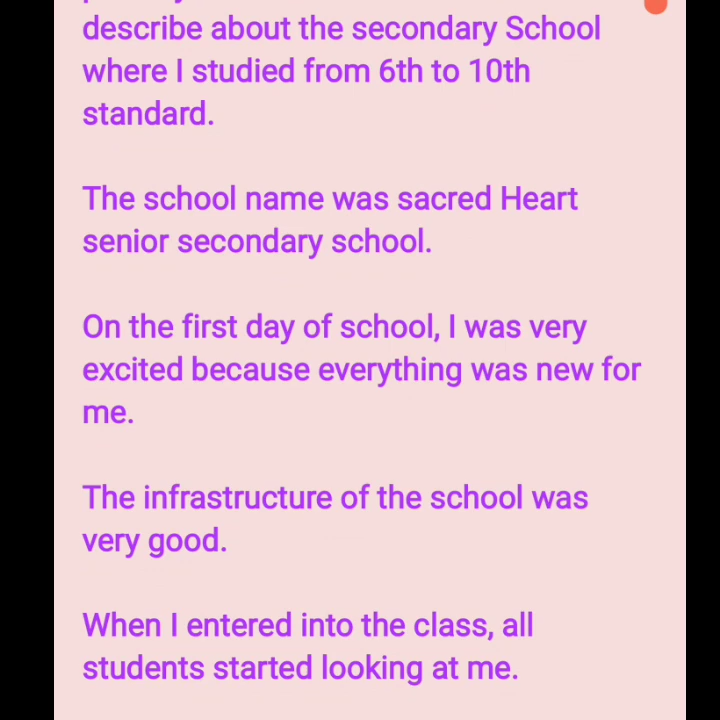 describe about the secondary School
where I studied from 6th to 10th
standard.
The school name was sacred Heart
senior secondary school.
On the first day of school, I was very
excited because everything was new for
me.
The infrastructure of the school was
very good.
When I entered into the class, all
students started looking at me.